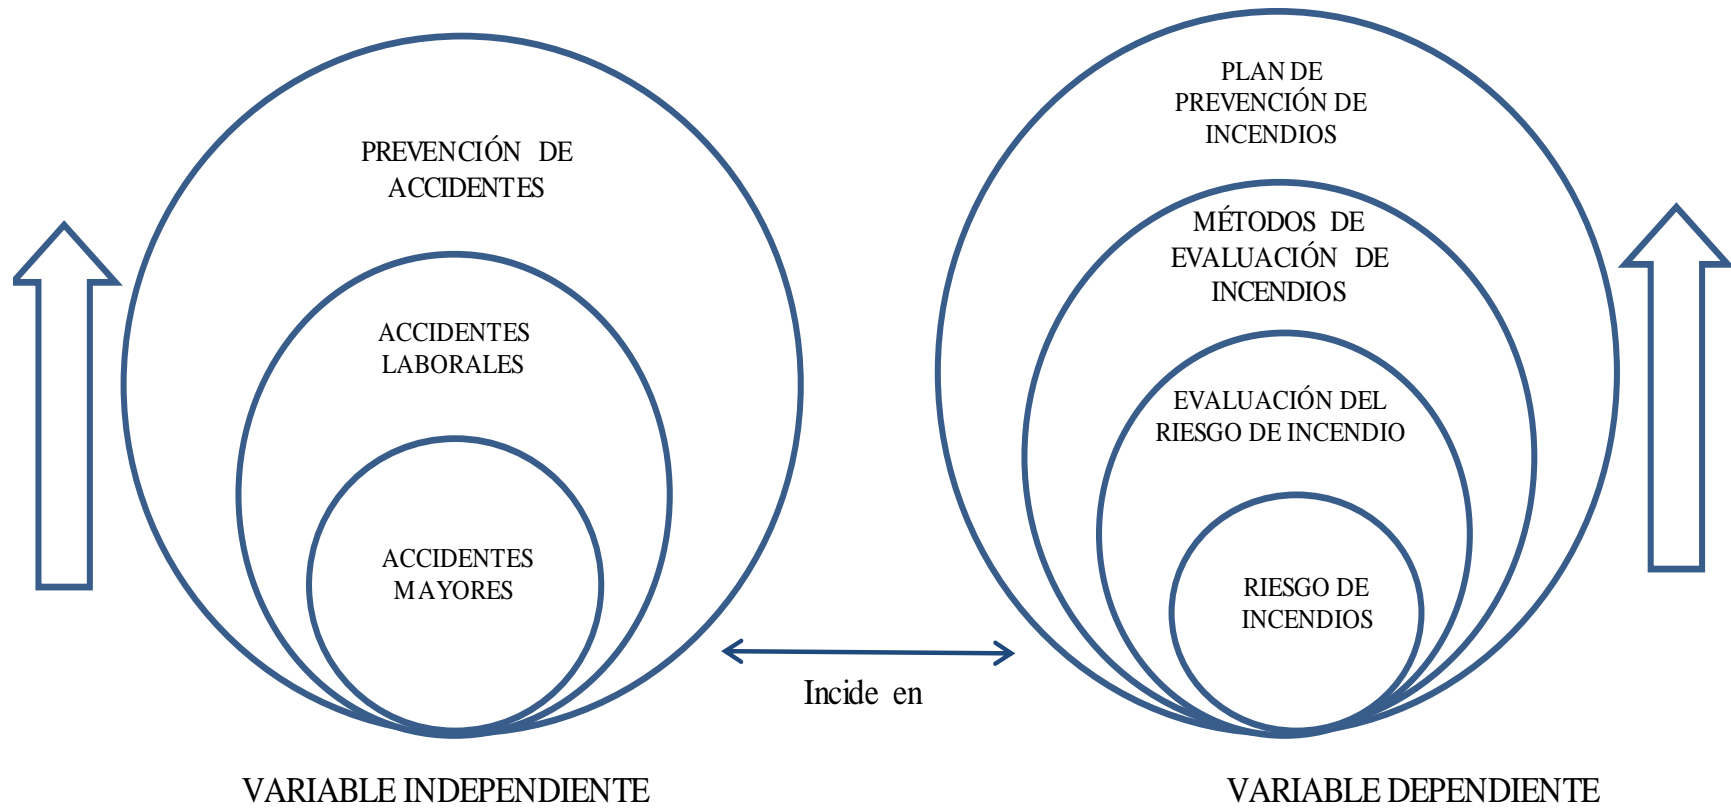 PREVENCIÓN DE
ACCIDENTES
ACCIDENTES
LABORALES
ACCIDENTES
MAYORES
VARIABLE INDEPENDIENTE
Incide en
PLAN DE
PREVENCIÓN DE
INCENDIOS
MÉTODOS DE
EVALUACIÓN DE
INCENDIOS
EVALUACIÓN DEL
RIESGO DE INCENDIO
RIESGO DE
INCENDIOS
VARIABLE DEPENDIENTE